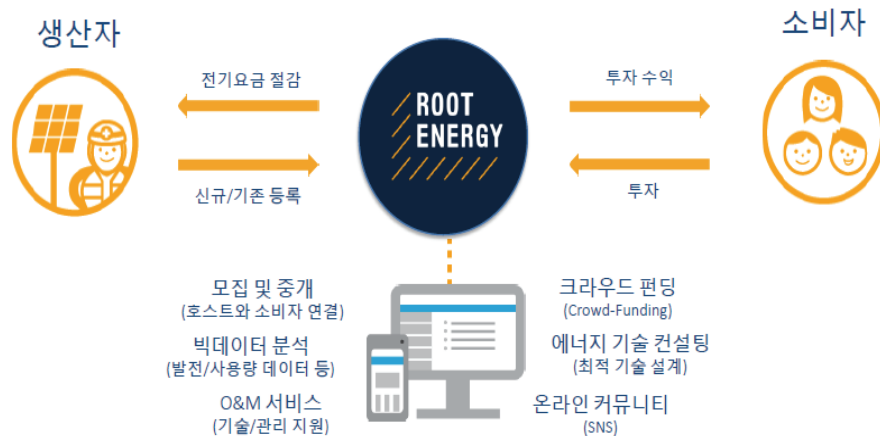 생산자
소비자
전기요금 절감
ROOT
ENERGY
투자 수익
신규/기존 등록
투자
모집 및 중개
(호스트와 소비자 연결)
크라우드 펀딩
(Crowd-Funding)
빅데이터 분석
(발전/사용량 데이터 등)
에너지 기술 컨설팅
(최적 기술 설계)
O&M 서비스
(기술/관리 지원)
온라인 커뮤니티
(SNS)